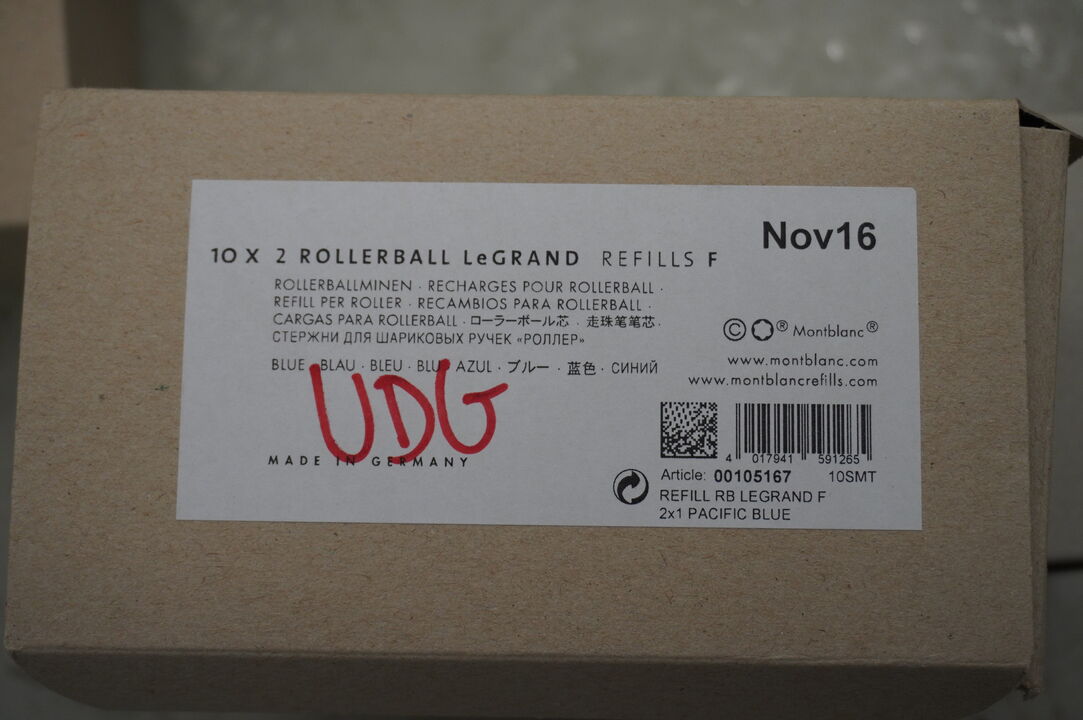 Nov16
10 X 2 ROLLERBALL LeGRAND REFILLS F
ROLLERBALLMINEN · RECHARGES POUR ROLLERBALL ·
REFILL PER ROLLER · RECAMBIOS PARA ROLLERBALL ·
CARGAS PARA ROLLERBALL · ローラーボール芯 · 走珠笔笔芯 ·
СТЕРЖНИ ДЛЯ ШАРИКОВЫХ РУЧЕК «РОЛЛЕР»
© ® Montblanc®
www.montblanc.com
www.montblancrefills.com
BLUE · BLAU · BLEU · BLU · AZUL · ブルー · 蓝色 · СИНИЙ
UDG
MADE IN GERMANY
4 017941 591265
Article: 00105167 10SMT
REFILL RB LEGRAND F
2x1 PACIFIC BLUE